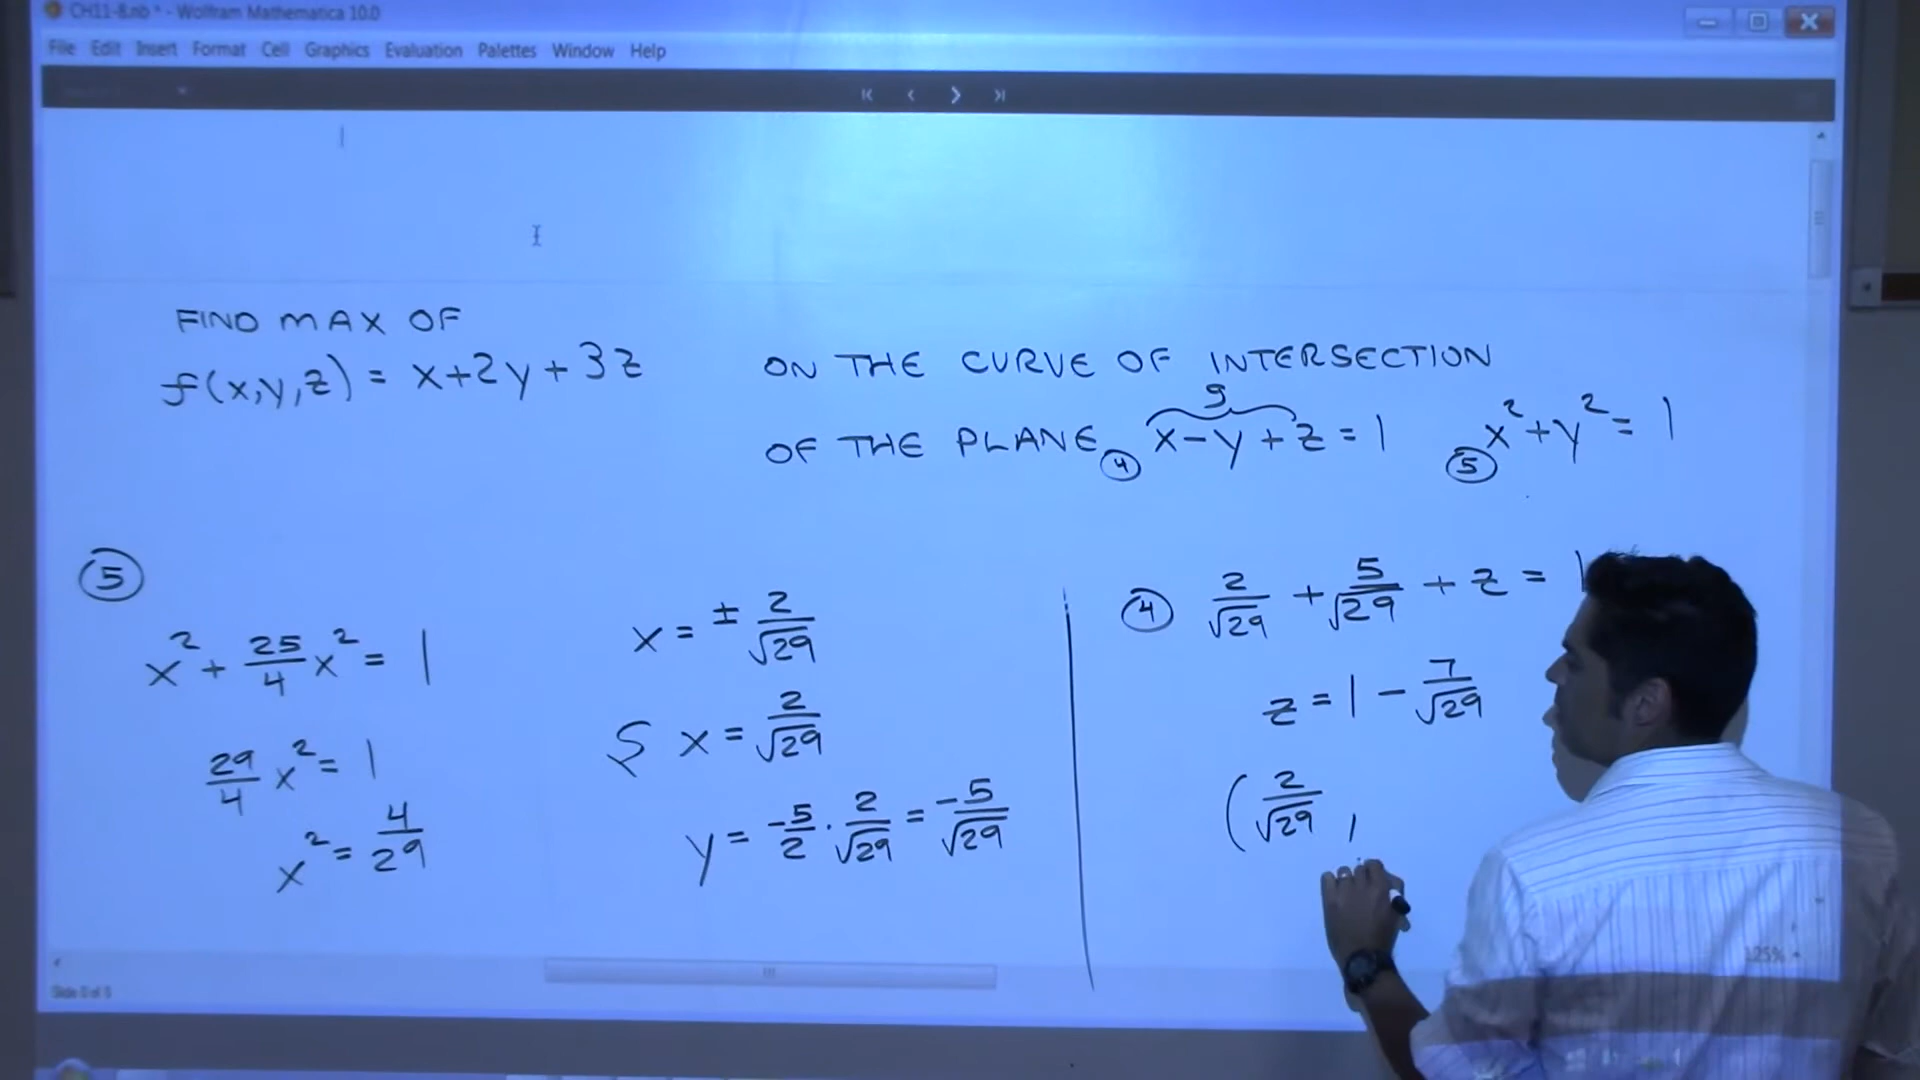 CH11-8.nb * - Wolfram Mathematica 10.0
File Edit Insert Format Cell Graphics Evaluation Palettes Window Help
FIND MAX OF
f(x,y,z) = x+2y+3z
ON THE CURVE OF INTERSECTION
g
OF THE PLANE ④ x-y+z=1 ⑤ x²+y²=1
⑤
x² + 25/4 x² = 1
29/4 x² = 1
x² = 4/29
x = ± 2/√29
x = 2/√29
y = -5/2 · 2/√29 = -5/√29
④ 2/√29 + 5/√29 + z = 1
z = 1 - 7/√29
(2/√29 ,
125%